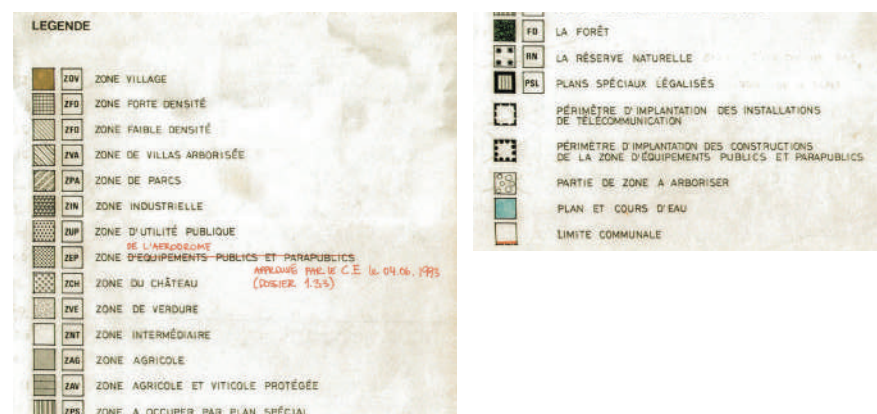 LEGENDE
ZOV ZONE VILLAGE
ZFO ZONE FORTE DENSITÉ
ZFD ZONE FAIBLE DENSITÉ
ZVA ZONE DE VILLAS ARBORISÉE
ZPA ZONE DE PARCS
ZIN ZONE INDUSTRIELLE
ZUP ZONE D'UTILITÉ PUBLIQUE
DE L'AERODROME
ZEP ZONE D'EQUIPEMENTS PUBLICS ET PARAPUBLICS
APPROUVÉ PAR LE C.E. le 04.06.1993
ZCH ZONE DU CHÂTEAU (DOSSIER 1.33)
ZVE ZONE DE VERDURE
ZNT ZONE INTERMÉDIAIRE
ZAG ZONE AGRICOLE
ZAV ZONE AGRICOLE ET VITICOLE PROTÉGÉE
ZPS ZONE A OCCUPER PAR PLAN SPÉCIAL
FO LA FORÊT
RN LA RÉSERVE NATURELLE
PSL PLANS SPÉCIAUX LÉGALISÉS
PÉRIMÈTRE D'IMPLANTATION DES INSTALLATIONS
DE TÉLÉCOMMUNICATION
PÉRIMÈTRE D'IMPLANTATION DES CONSTRUCTIONS
DE LA ZONE D'ÉQUIPEMENTS PUBLICS ET PARAPUBLICS
PARTIE DE ZONE A ARBORISER
PLAN ET COURS D'EAU
LIMITE COMMUNALE